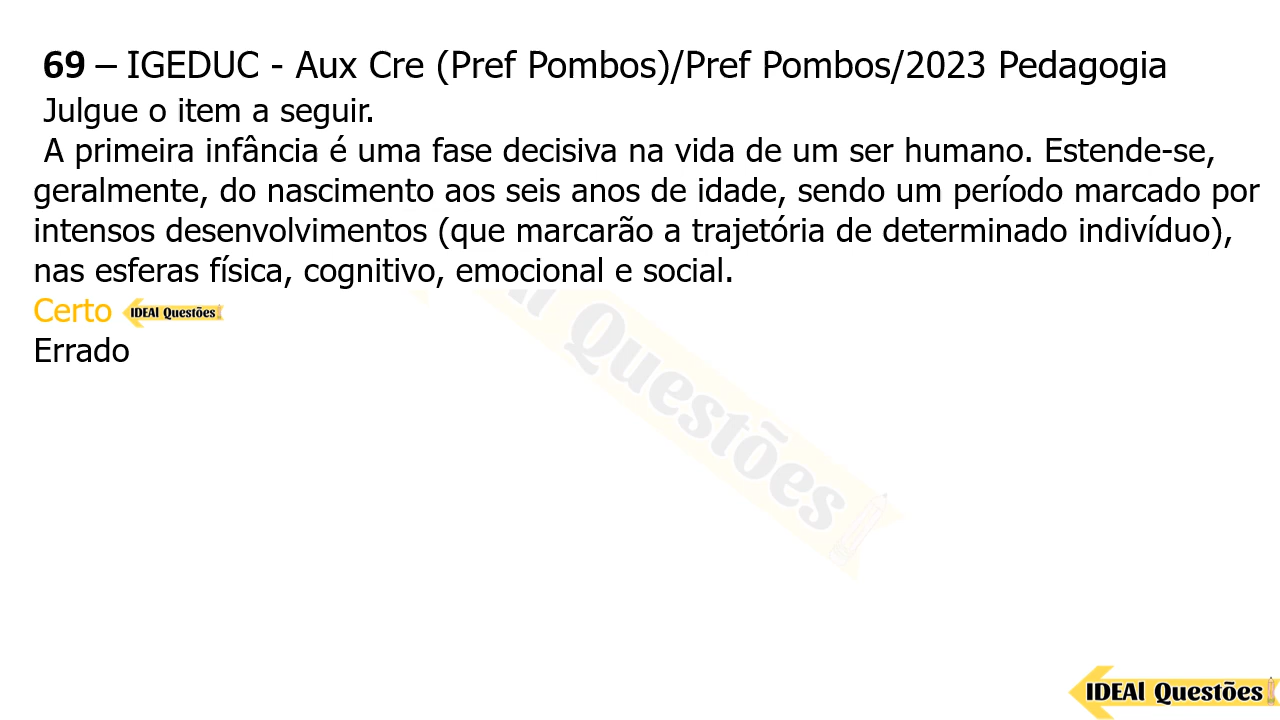 69 – IGEDUC - Aux Cre (Pref Pombos)/Pref Pombos/2023 Pedagogia
Julgue o item a seguir.
A primeira infância é uma fase decisiva na vida de um ser humano. Estende-se,
geralmente, do nascimento aos seis anos de idade, sendo um período marcado por
intensos desenvolvimentos (que marcarão a trajetória de determinado indivíduo),
nas esferas física, cognitivo, emocional e social.
Certo IDEAl Questões
Errado
Questões
IDEAl Questões